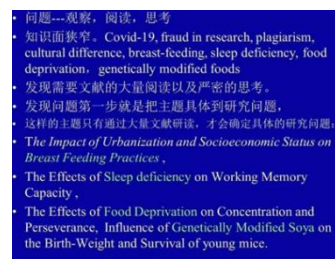 • 问题---观察，阅读，思考
• 知识面狭窄。Covid-19, fraud in research, plagiarism,
cultural difference, breast-feeding, sleep deficiency, food
deprivation，genetically modified foods
• 发现需要文献的大量阅读以及严密的思考。
• 发现问题第一步就是把主题具体到研究问题，
• 这样的主题只有通过大量文献研读，才会确定具体的研究问题：
• The Impact of Urbanization and Socioeconomic Status on
Breast Feeding Practices ,
• The Effects of Sleep deficiency on Working Memory
Capacity ,
• The Effects of Food Deprivation on Concentration and
Perseverance, Influence of Genetically Modified Soya on
the Birth-Weight and Survival of young mice.